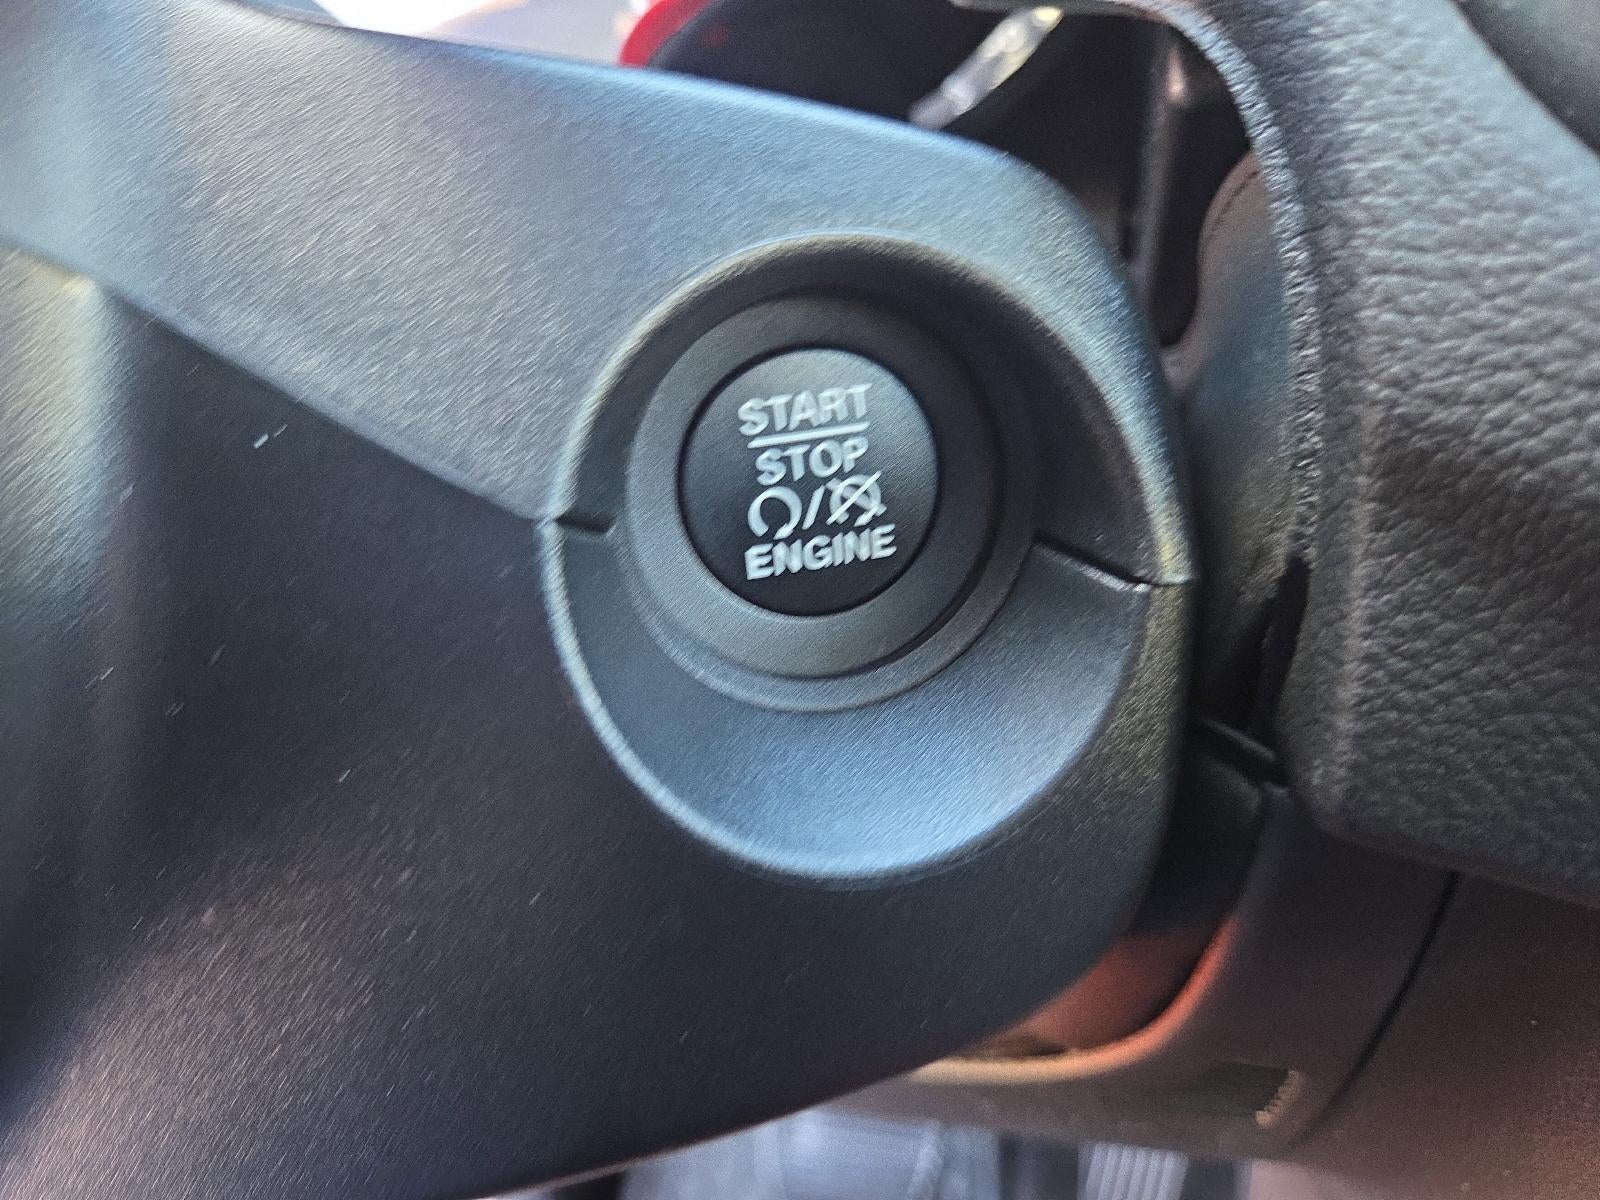 START
STOP
/
ENGINE